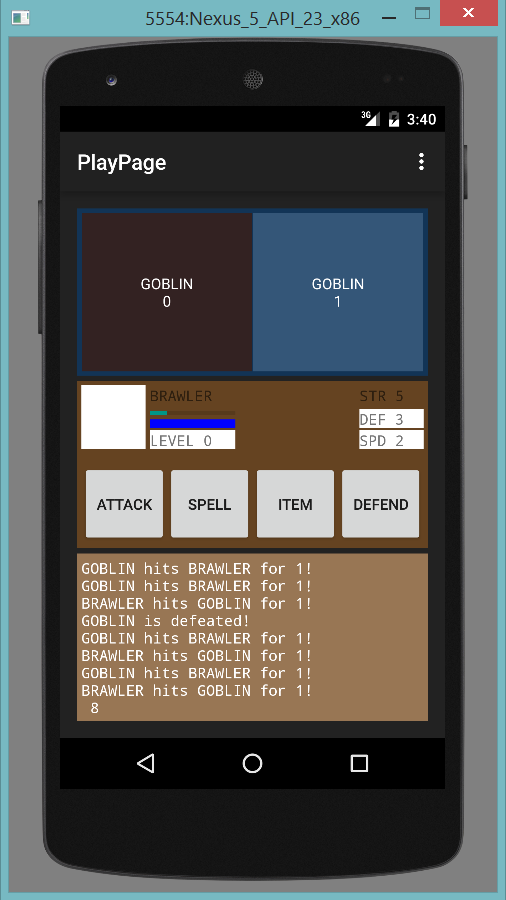 5554:Nexus_5_API_23_x86
3G 3:40
PlayPage
GOBLIN
0
GOBLIN
1
BRAWLER
LEVEL 0
STR 5
DEF 3
SPD 2
ATTACK
SPELL
ITEM
DEFEND
GOBLIN hits BRAWLER for 1!
GOBLIN hits BRAWLER for 1!
BRAWLER hits GOBLIN for 1!
GOBLIN is defeated!
GOBLIN hits BRAWLER for 1!
BRAWLER hits GOBLIN for 1!
GOBLIN hits BRAWLER for 1!
BRAWLER hits GOBLIN for 1!
8